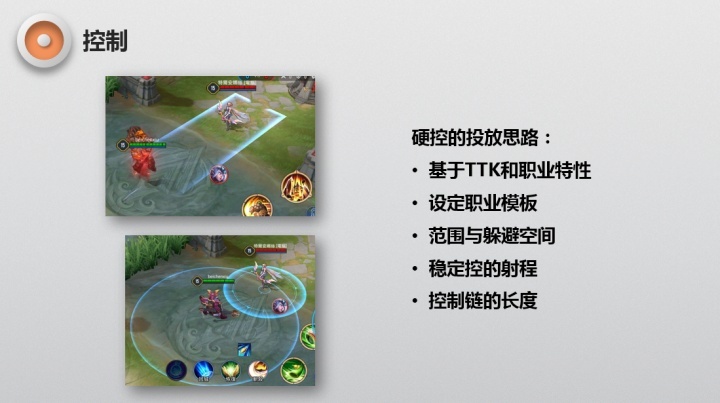 控制
硬控的投放思路：
• 基于TTK和职业特性
• 设定职业模板
• 范围与躲避空间
• 稳定控的射程
• 控制链的长度